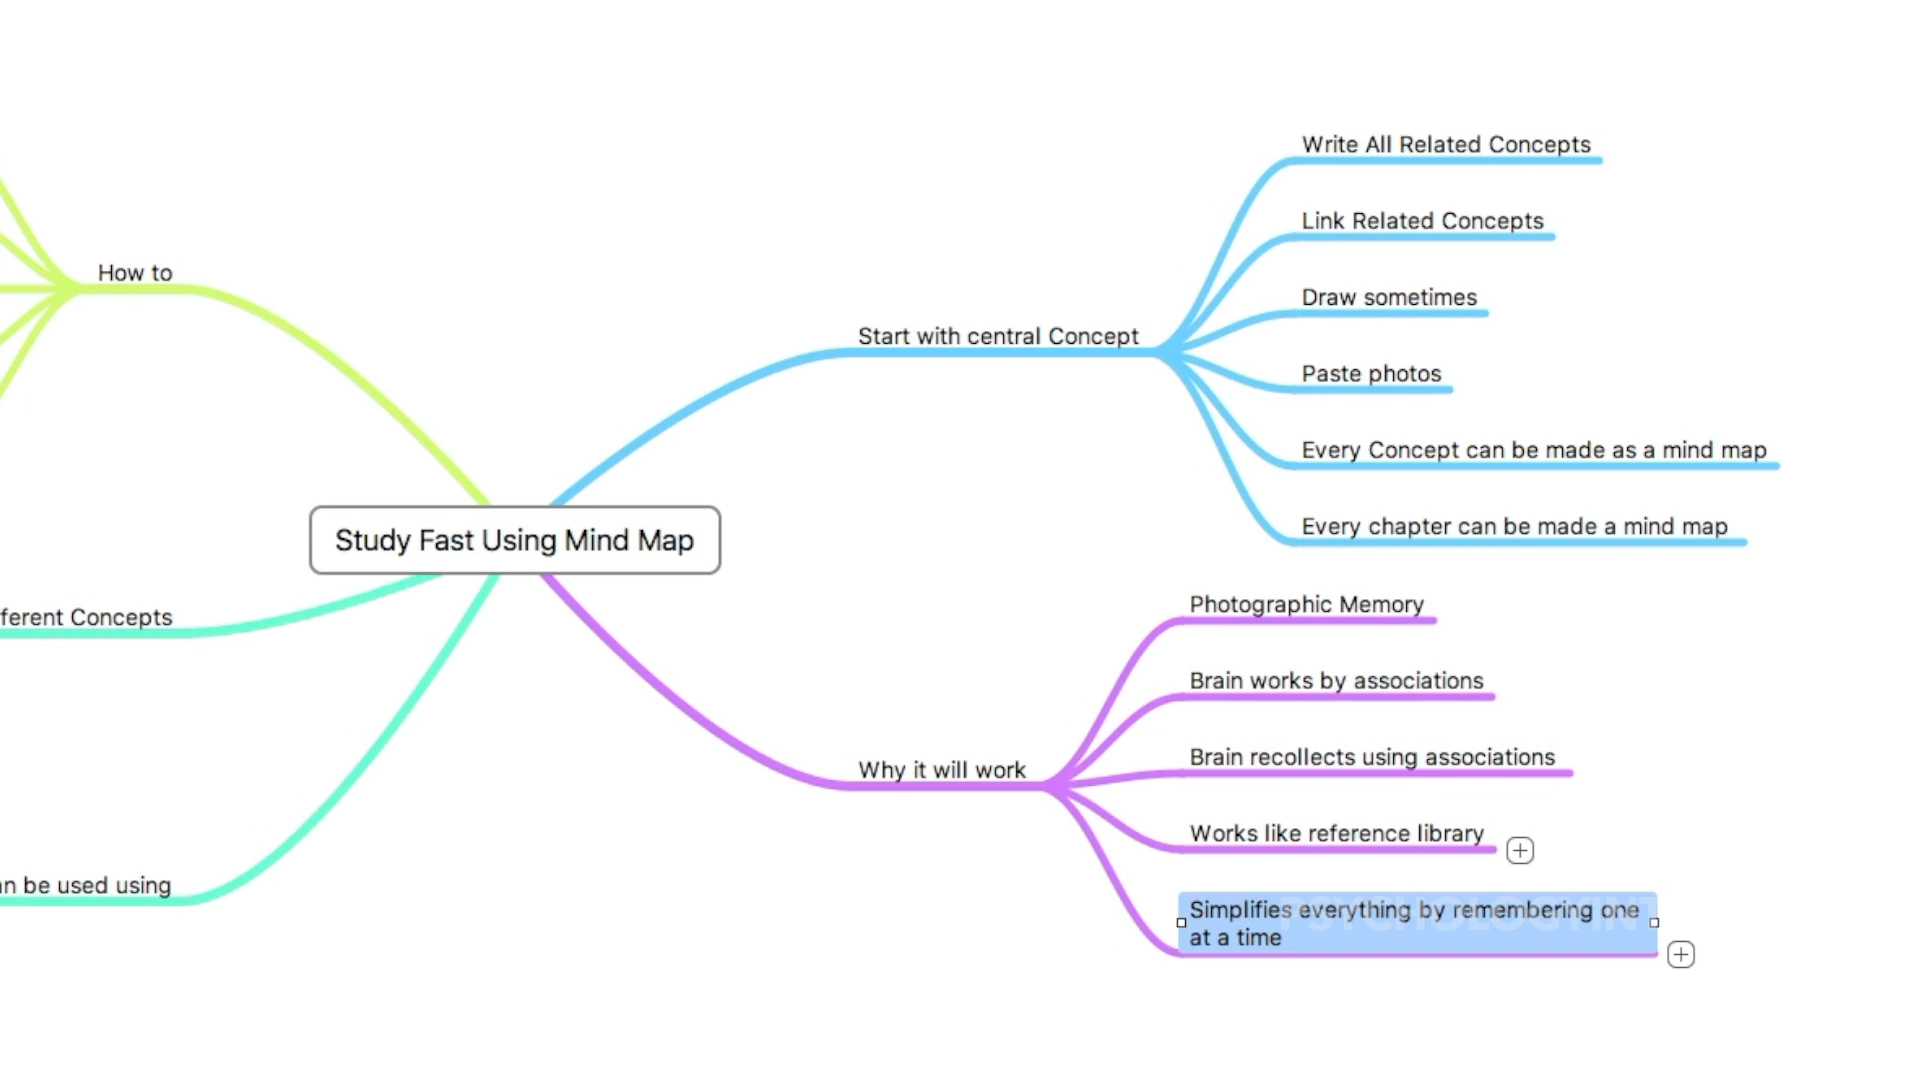 How to
ferent Concepts
an be used using
Study Fast Using Mind Map
Start with central Concept
Write All Related Concepts
Link Related Concepts
Draw sometimes
Paste photos
Every Concept can be made as a mind map
Every chapter can be made a mind map
Why it will work
Photographic Memory
Brain works by associations
Brain recollects using associations
Works like reference library
Simplifies everything by remembering one
at a time